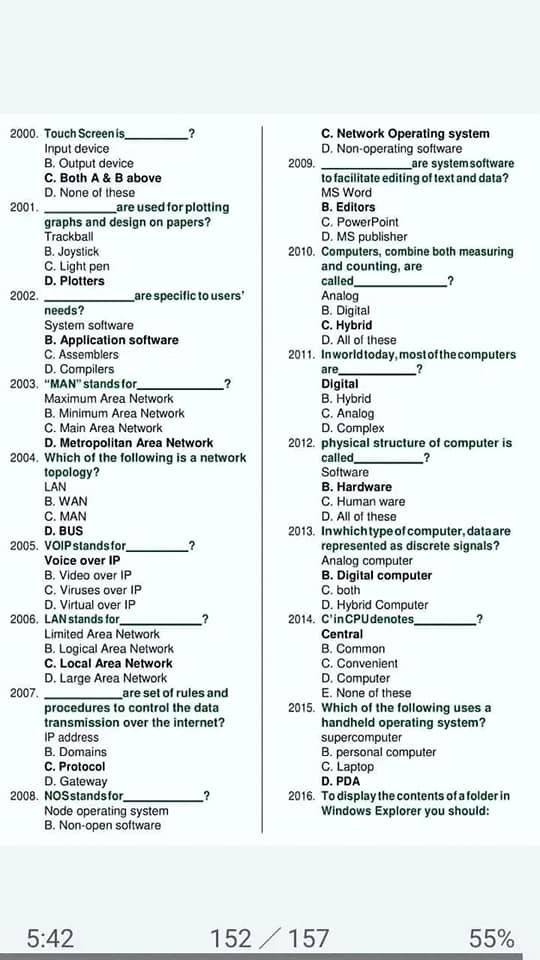 2000. Touch Screen is___________?
Input device
B. Output device
C. Both A & B above
D. None of these
2001. ____________are used for plotting
graphs and design on papers?
Trackball
B. Joystick
C. Light pen
D. Plotters
2002. _______________are specific to users'
needs?
System software
B. Application software
C. Assemblers
D. Compilers
2003. “MAN” stands for_______________?
Maximum Area Network
B. Minimum Area Network
C. Main Area Network
D. Metropolitan Area Network
2004. Which of the following is a network
topology?
LAN
B. WAN
C. MAN
D. BUS
2005. VOIP stands for___________?
Voice over IP
B. Video over IP
C. Viruses over IP
D. Virtual over IP
2006. LAN stands for______________?
Limited Area Network
B. Logical Area Network
C. Local Area Network
D. Large Area Network
2007. _____________are set of rules and
procedures to control the data
transmission over the internet?
IP address
B. Domains
C. Protocol
D. Gateway
2008. NOS stands for_____________?
Node operating system
B. Non-open software
C. Network Operating system
D. Non-operating software
2009. _______________are system software
to facilitate editing of text and data?
MS Word
B. Editors
C. PowerPoint
D. MS publisher
2010. Computers, combine both measuring
and counting, are
called_______________?
Analog
B. Digital
C. Hybrid
D. All of these
2011. In world today, most of the computers
are_____________?
Digital
B. Hybrid
C. Analog
D. Complex
2012. physical structure of computer is
called___________?
Software
B. Hardware
C. Human ware
D. All of these
2013. In which type of computer, data are
represented as discrete signals?
Analog computer
B. Digital computer
C. both
D. Hybrid Computer
2014. C' in CPU denotes__________?
Central
B. Common
C. Convenient
D. Computer
E. None of these
2015. Which of the following uses a
handheld operating system?
supercomputer
B. personal computer
C. Laptop
D. PDA
2016. To display the contents of a folder in
Windows Explorer you should:
5:42 152 / 157 55%